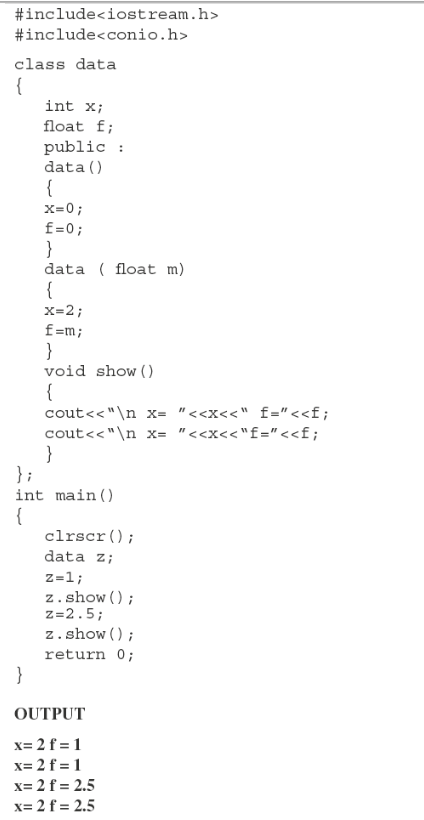 #include<iostream.h>
#include<conio.h>
class data
{
int x;
float f;
public :
data()
{
x=0;
f=0;
}
data ( float m)
{
x=2;
f=m;
}
void show()
{
cout<<“\n x= ”<<x<<“ f=”<<f;
cout<<“\n x= ”<<x<<“f=”<<f;
}
};
int main()
{
clrscr();
data z;
z=1;
z.show();
z=2.5;
z.show();
return 0;
}
OUTPUT
x= 2 f = 1
x= 2 f = 1
x= 2 f = 2.5
x= 2 f = 2.5